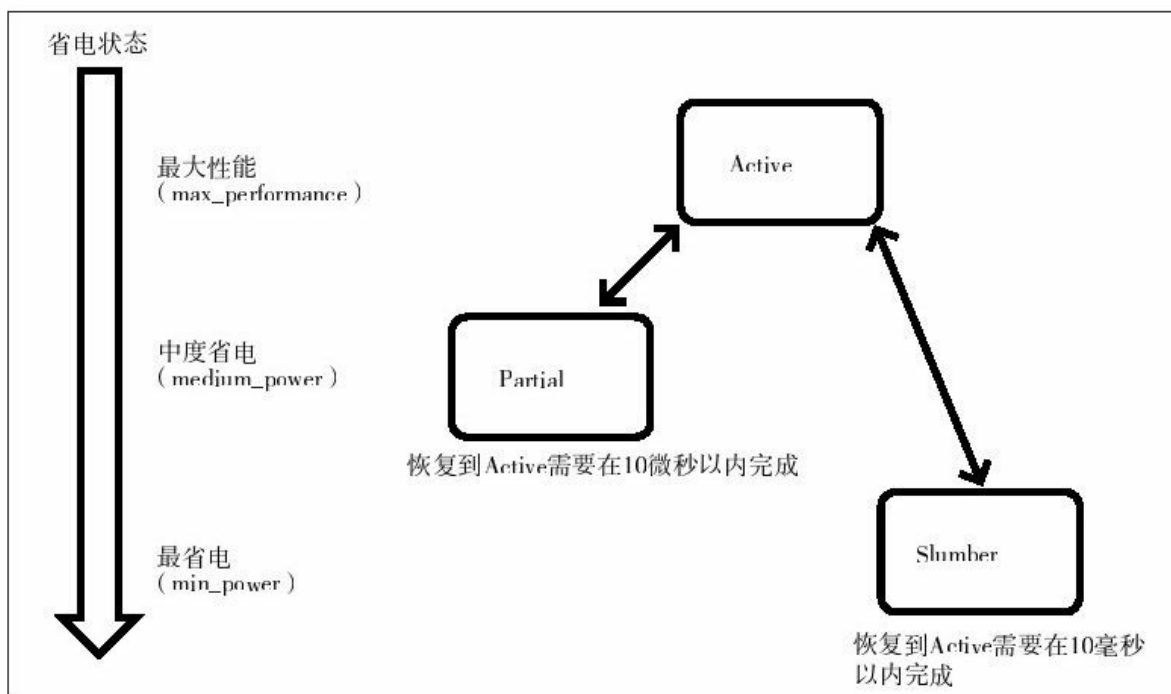 省电状态
最大性能
（max_performance）
Active
中度省电
（medium_power）
Partial
恢复到Active需要在10微秒以内完成
最省电
（min_power）
Slumber
恢复到Active需要在10毫秒
以内完成